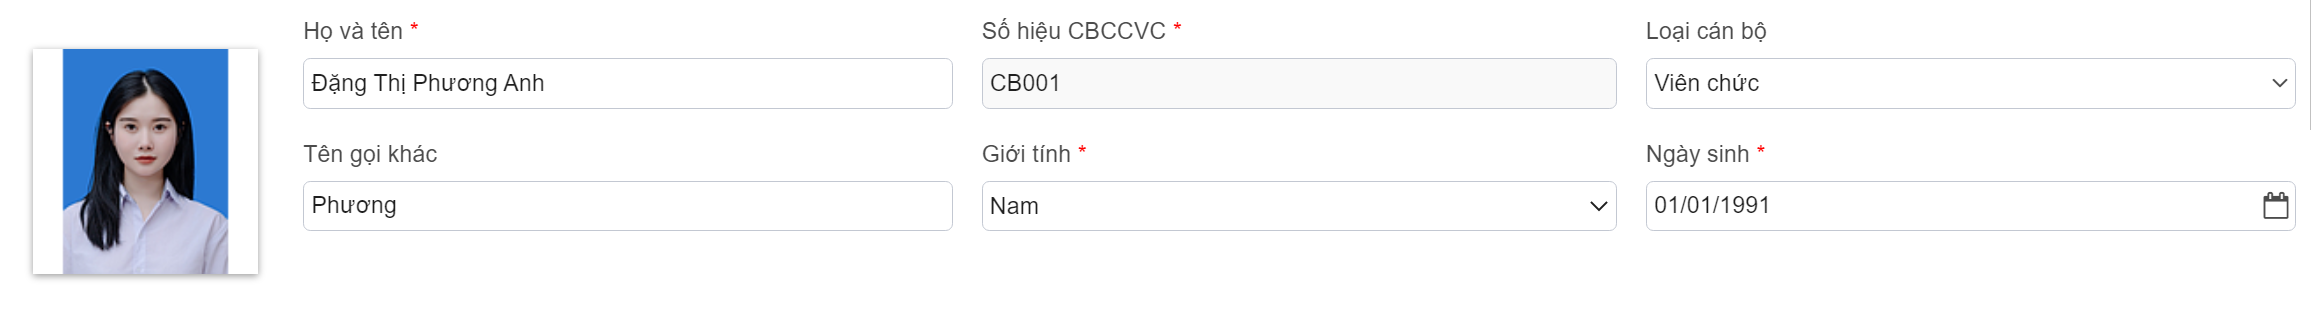 Họ và tên *
Số hiệu CBCCVC *
Loại cán bộ
Đặng Thị Phương Anh
CB001
Viên chức
Tên gọi khác
Giới tính *
Ngày sinh *
Phương
Nam
01/01/1991